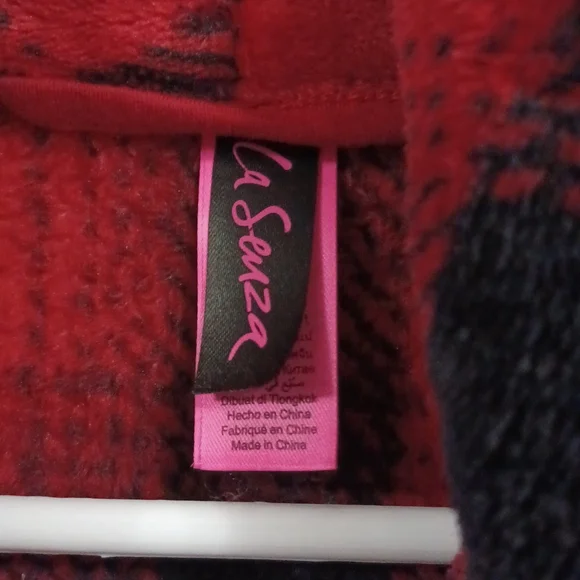 la Senza
Dibuat di Tiongkok
Hecho en China
Fabriqué en Chine
Made in China